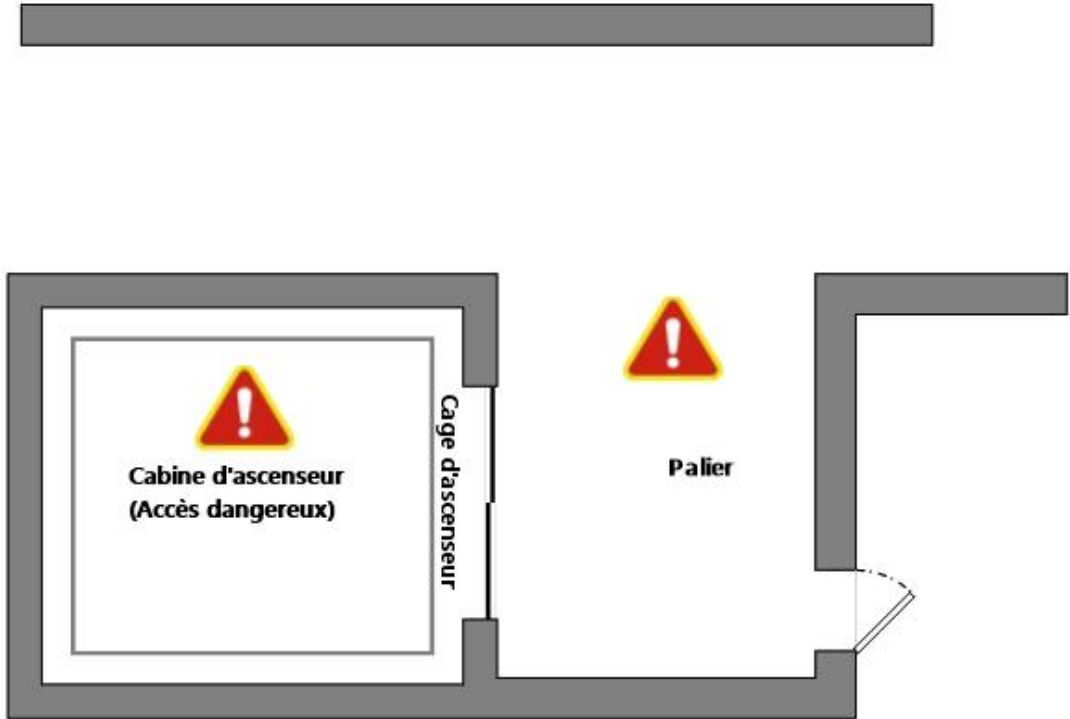 Cabine d'ascenseur
(Accès dangereux)
Cage d'ascenseur
Palier